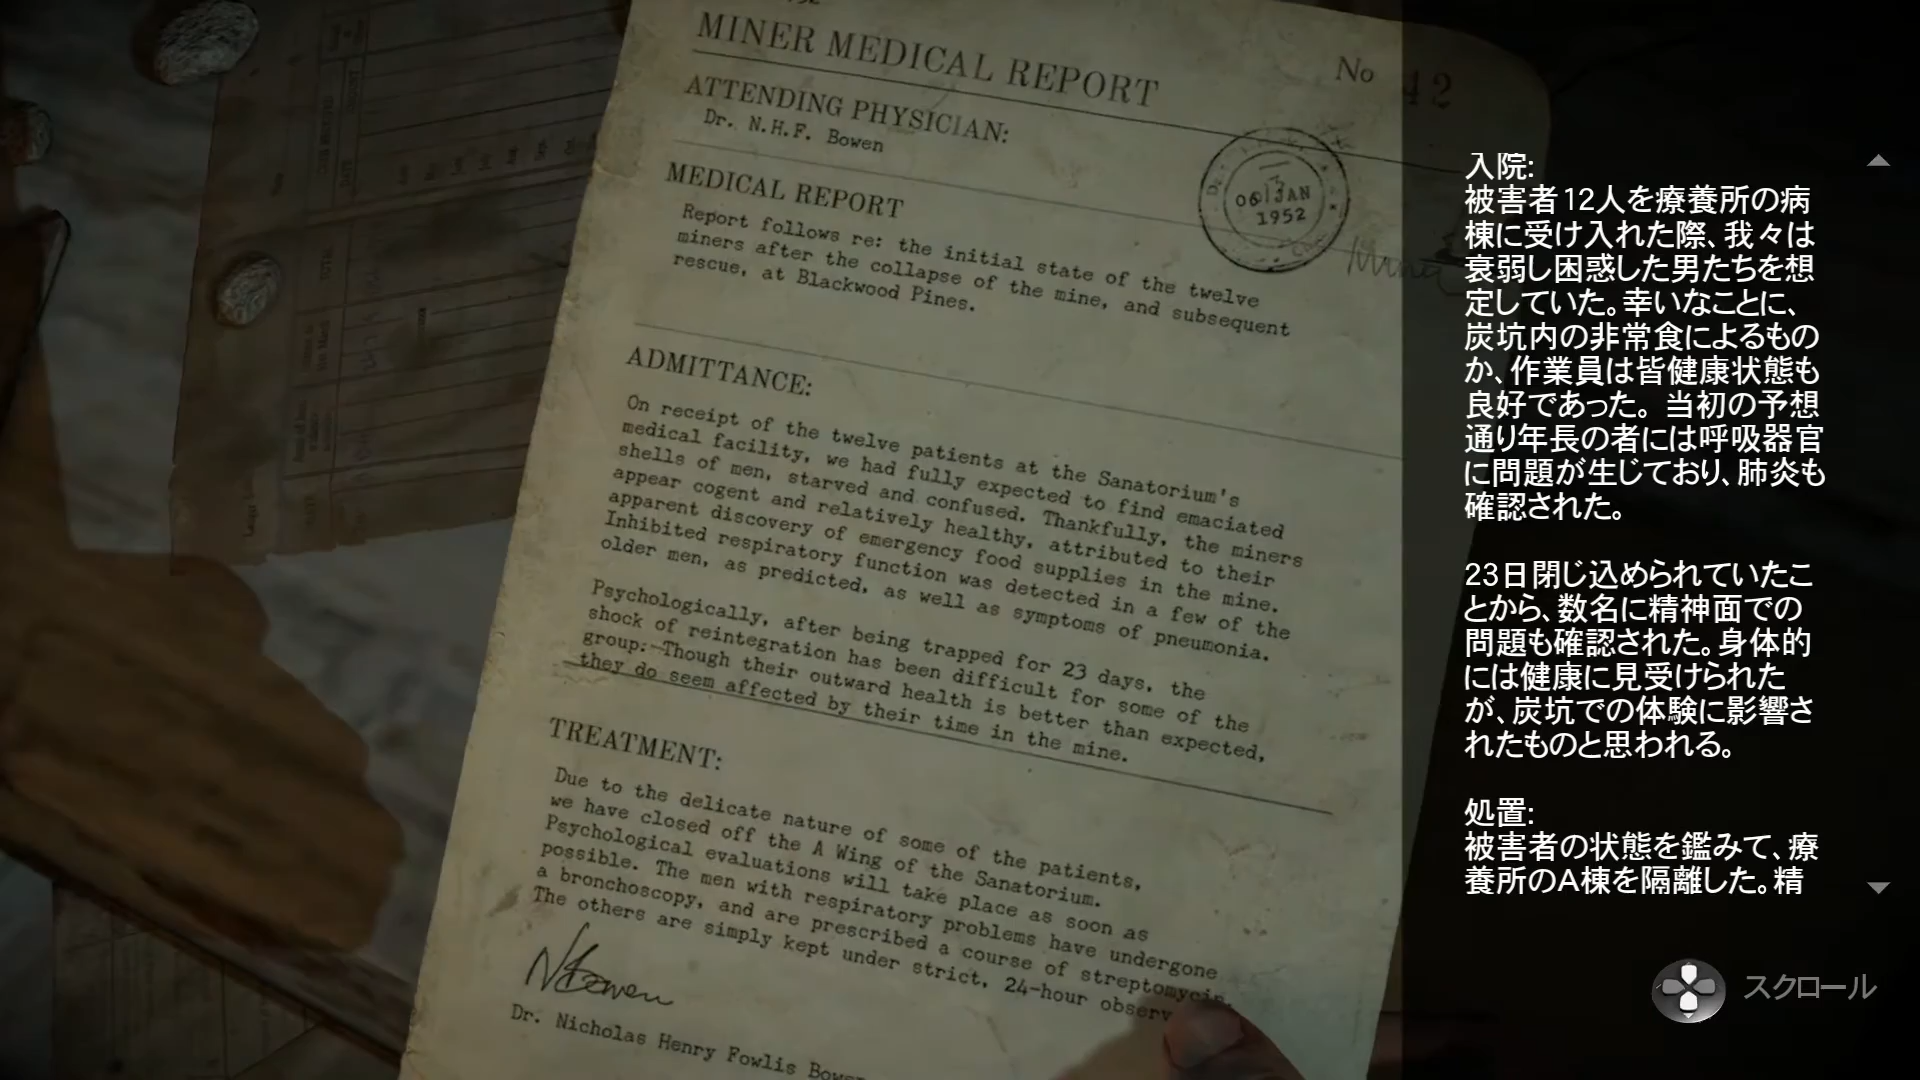 MINER MEDICAL REPORT
No 42
ATTENDING PHYSICIAN:
Dr. N.H.F. Bowen
06 JAN
1952
MEDICAL REPORT
Report follows re: the initial state of the twelve
miners after the collapse of the mine, and subsequent
rescue, at Blackwood Pines.
ADMITTANCE:
On receipt of the twelve patients at the Sanatorium's
medical facility, we had fully expected to find emaciated
shells of men, starved and confused. Thankfully, the miners
appear cogent and relatively healthy, attributed to their
apparent discovery of emergency food supplies in the mine.
Inhibited respiratory function was detected in a few of the
older men, as predicted, as well as symptoms of pneumonia.
Psychologically, after being trapped for 23 days, the
shock of reintegration has been difficult for some of the
group: Though their outward health is better than expected,
they do seem affected by their time in the mine.
TREATMENT:
Due to the delicate nature of some of the patients,
we have closed off the A Wing of the Sanatorium.
Psychological evaluations will take place as soon as
possible. The men with respiratory problems have undergone
a bronchoscopy, and are prescribed a course of streptomycin.
The others are simply kept under strict, 24-hour observ
NBowen
Dr. Nicholas Henry Fowlis Bowen
入院:
被害者12人を療養所の病
棟に受け入れた際、我々は
衰弱し困惑した男たちを想
定していた。幸いなことに、
炭坑内の非常食によるもの
か、作業員は皆健康状態も
良好であった。当初の予想
通り年長の者には呼吸器官
に問題が生じており、肺炎も
確認された。
23日閉じ込められていたこ
とから、数名に精神面での
問題も確認された。身体的
には健康に見受けられた
が、炭坑での体験に影響さ
れたものと思われる。
処置:
被害者の状態を鑑みて、療
養所のA棟を隔離した。精
スクロール